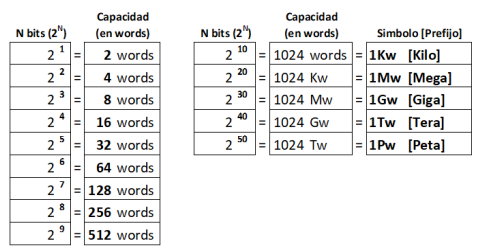 N bits (2^N) Capacidad (en words)
2^1 = 2 words
2^2 = 4 words
2^3 = 8 words
2^4 = 16 words
2^5 = 32 words
2^6 = 64 words
2^7 = 128 words
2^8 = 256 words
2^9 = 512 words
N bits (2^N) Capacidad (en words) Simbolo [Prefijo]
2^10 = 1024 words = 1Kw [Kilo]
2^20 = 1024 Kw = 1Mw [Mega]
2^30 = 1024 Mw = 1Gw [Giga]
2^40 = 1024 Gw = 1Tw [Tera]
2^50 = 1024 Tw = 1Pw [Peta]